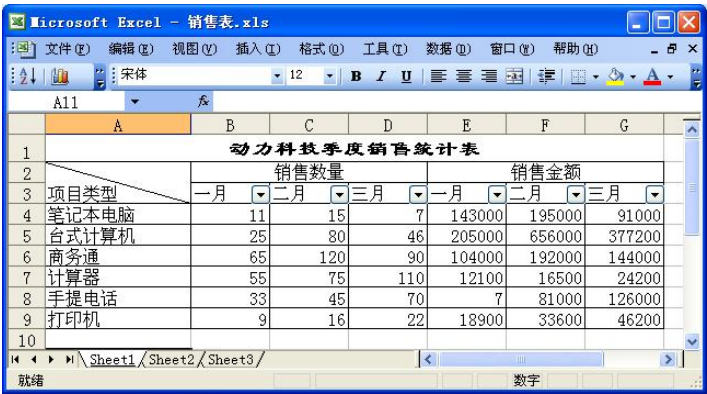 Microsoft Excel - 销售表.xls
文件(F) 编辑(E) 视图(V) 插入(I) 格式(O) 工具(T) 数据(D) 窗口(W) 帮助(H)
宋体 12 B I U A
A11 fx
A B C D E F G
1 动力科技季度销售统计表
2 销售数量 销售金额
3 项目类型 一月 二月 三月 一月 二月 三月
4 笔记本电脑 11 15 7 143000 195000 91000
5 台式计算机 25 80 46 205000 656000 377200
6 商务通 65 120 90 104000 192000 144000
7 计算器 55 75 110 12100 16500 24200
8 手提电话 33 45 70 7 81000 126000
9 打印机 9 16 22 18900 33600 46200
10
Sheet1 Sheet2 Sheet3
就绪 数字